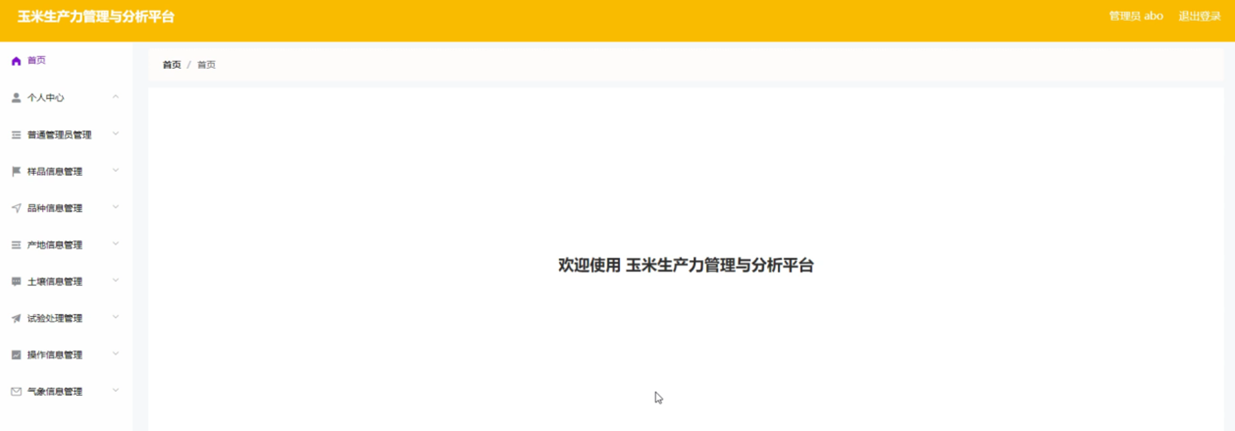 玉米生产力管理与分析平台
管理员 abo 退出登录
首页
首页 / 首页
个人中心
普通管理员管理
样品信息管理
品种信息管理
产地信息管理
土壤信息管理
试验处理管理
操作信息管理
气象信息管理
欢迎使用 玉米生产力管理与分析平台